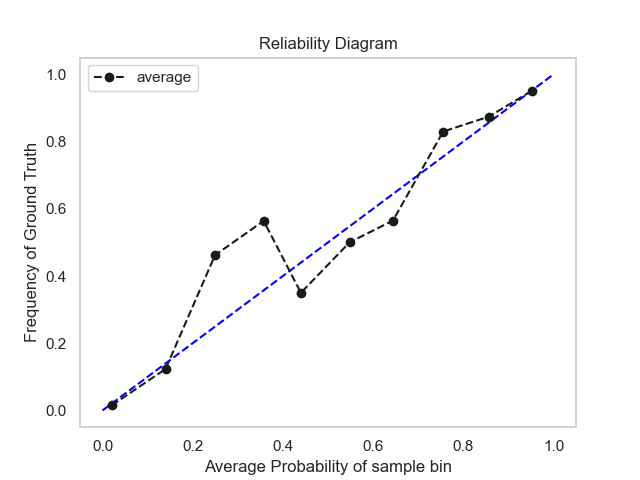 Reliability Diagram
average
Frequency of Ground Truth
1.0
0.8
0.6
0.4
0.2
0.0
0.0 0.2 0.4 0.6 0.8 1.0
Average Probability of sample bin